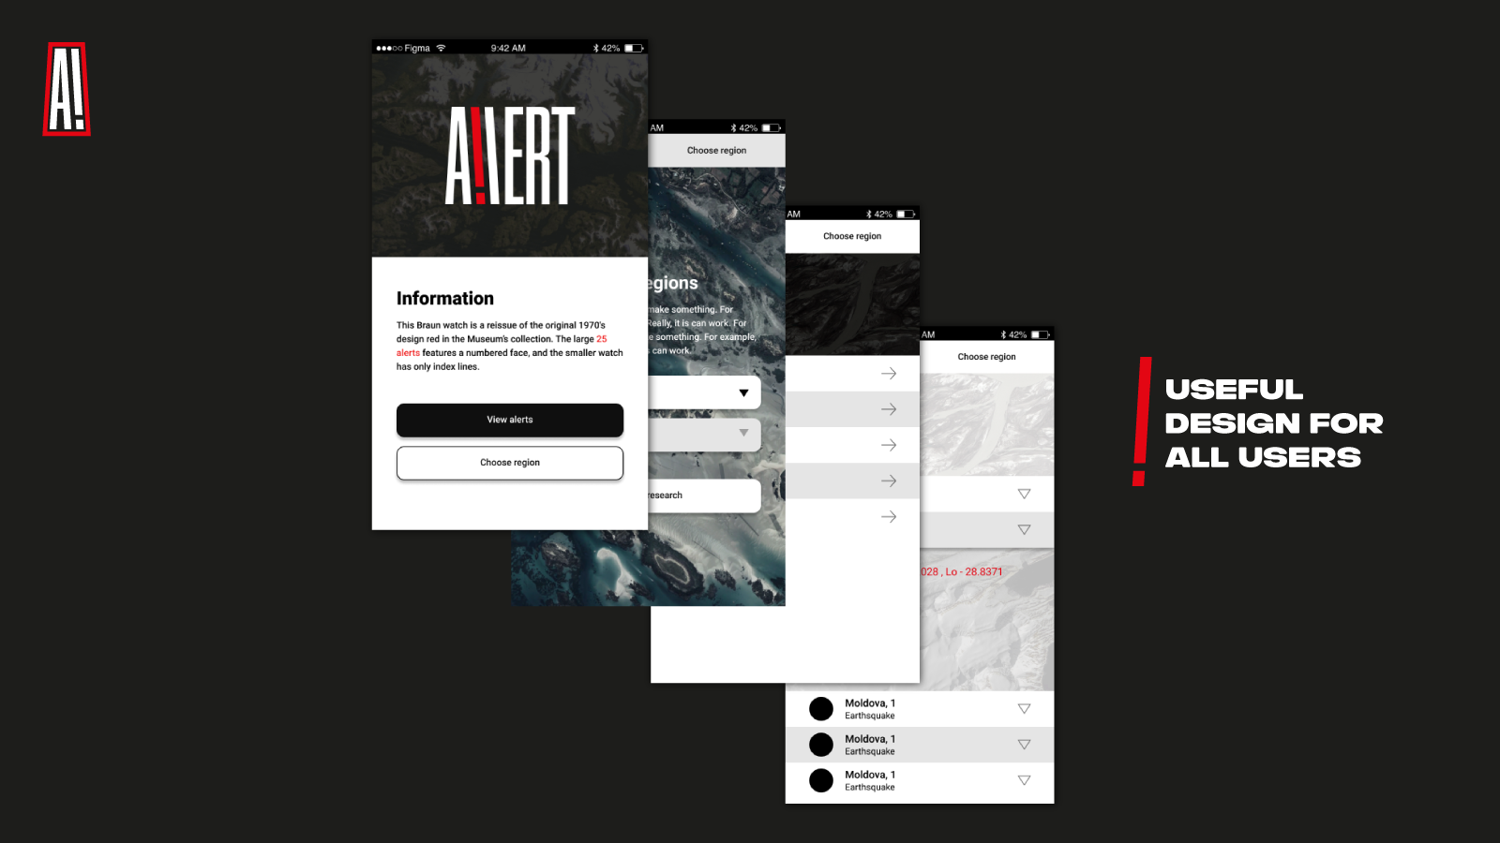 A!
Figma
9:42 AM
42%
A!LERT
Information
This Braun watch is a reissue of the original 1970's
design red in the Museum's collection. The large 25
alerts features a numbered face, and the smaller watch
has only index lines.
View alerts
Choose region
AM
42%
Choose region
egions
make something. For
Really, it is can work. For
e something. For example,
s can work.
research
AM
42%
Choose region
AM
42%
Choose region
028 , Lo - 28.8371
Moldova, 1
Earthsquake
Moldova, 1
Earthsquake
Moldova, 1
Earthsquake
! USEFUL
DESIGN FOR
ALL USERS